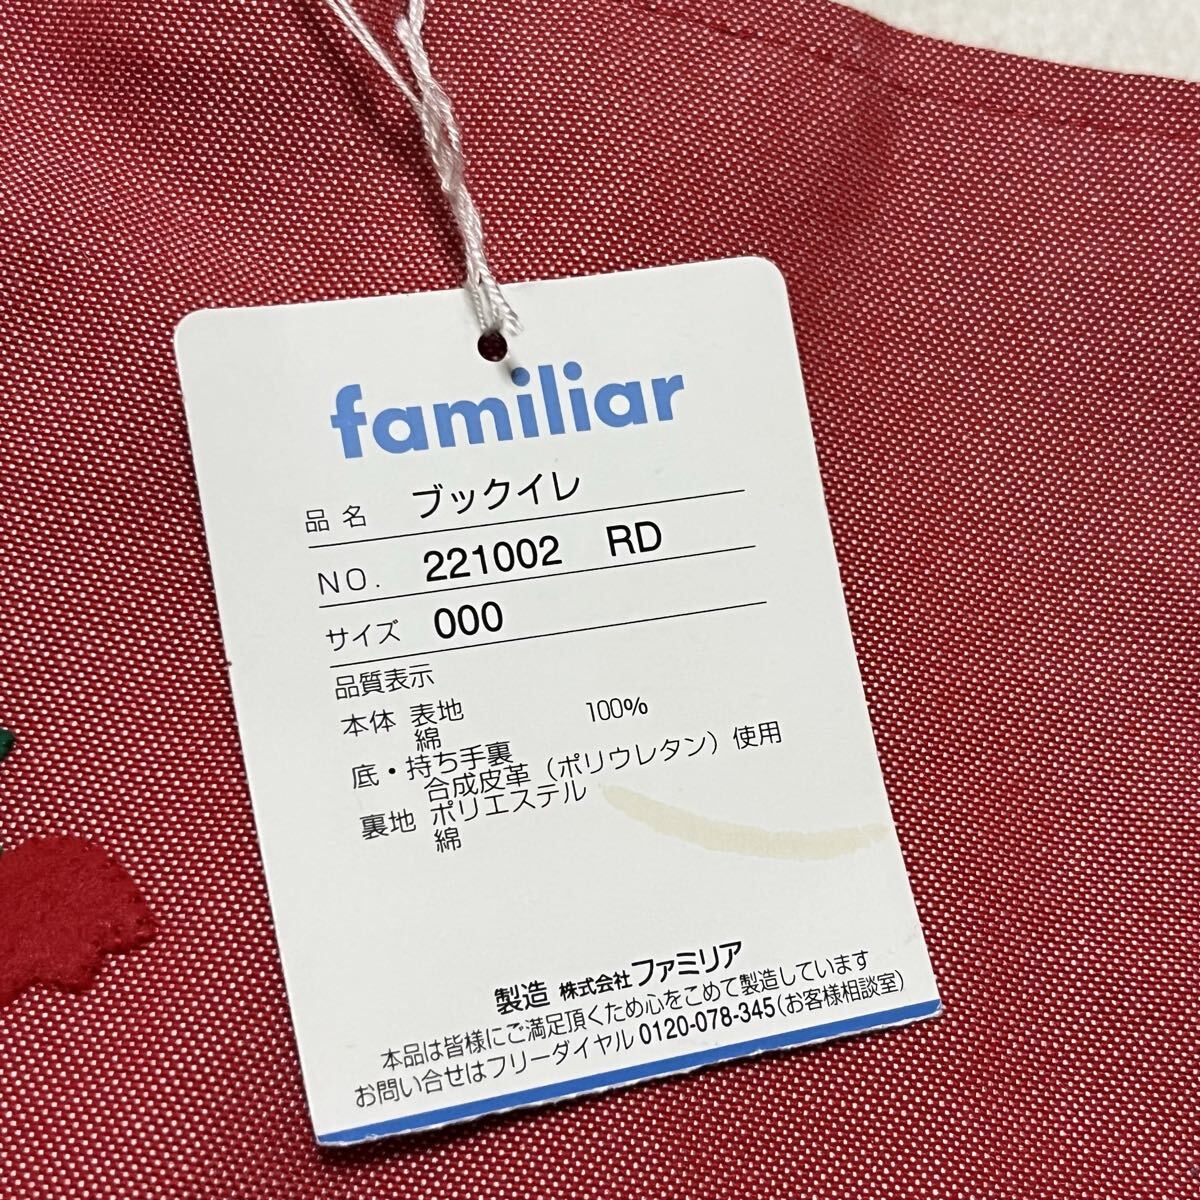 familiar
品名 ブックイレ
NO. 221002 RD
サイズ 000
品質表示
本体 表地
綿 100%
底・持ち手裏
合成皮革（ポリウレタン）使用
裏地 ポリエステル
綿
製造 株式会社ファミリア
本品は皆様にご満足頂くため心をこめて製造しています
お問い合せはフリーダイヤル0120-078-345（お客様相談室）